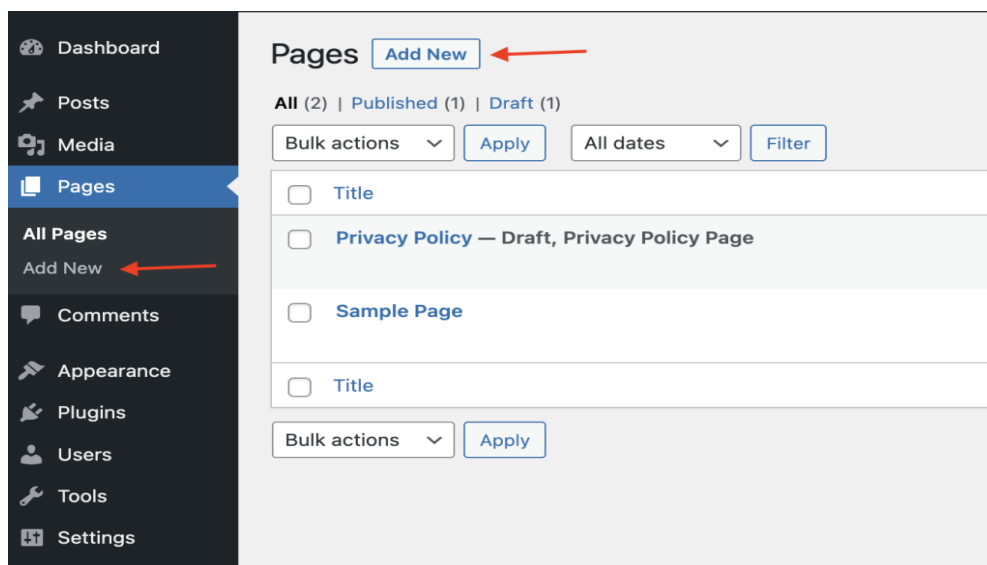 Dashboard
Posts
Media
Pages
All Pages
Add New
Comments
Appearance
Plugins
Users
Tools
Settings
Pages Add New
All (2) | Published (1) | Draft (1)
Bulk actions Apply All dates Filter
Title
Privacy Policy — Draft, Privacy Policy Page
Sample Page
Title
Bulk actions Apply